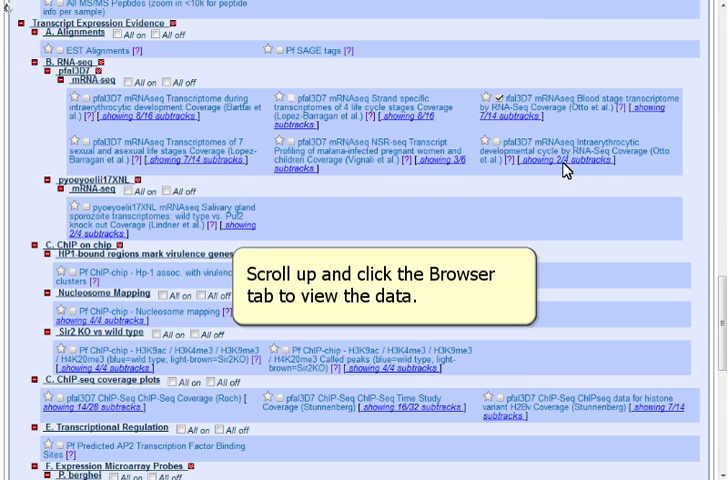 All MS/MS Peptides (zoom in <10k for peptide
info per sample)
Transcript Expression Evidence
A. Alignments All on All off
EST Alignments [?] Pf SAGE tags [?]
B. RNA-seq
pfal3D7
mRNA-seq All on All off
pfal3D7 mRNAseq Transcriptome during
intraerythrocytic development (Bartfai et
al.) [?] [ showing 8/16 subtracks ]
pfal3D7 mRNAseq Strand specific
transcriptomes of 4 life cycle stages Coverage
(Lopez-Barragan et al.) [?] [ showing 8/16
subtracks ]
pfal3D7 mRNAseq Blood stage transcriptome
by RNA-Seq Coverage (Otto et al.) [?] [ showing
7/14 subtracks ]
pfal3D7 mRNAseq Transcriptomes of 7
sexual and asexual life stages Coverage (Lopez-
Barragan et al.) [?] [ showing 7/14 subtracks ]
pfal3D7 mRNAseq NSR-seq Transcript
Profiling of malaria-infected pregnant women and
children Coverage (Vignali et al.) [?] [ showing 3/6
subtracks ]
pfal3D7 mRNAseq Intraerythrocytic
developmental cycle by RNA-Seq Coverage (Otto
et al.) [?] [ showing 2/4 subtracks ]
pyoeyoelii17XNL
mRNA-seq All on All off
pyoeyoelii17XNL mRNAseq Salivary gland
sporozoite transcriptomes: wild type vs. Puf2
knock out Coverage (Lindner et al.) [?] [ showing
2/4 subtracks ]
C. ChIP on chip
HP1-bound regions mark virulence genes
Pf ChIP-chip - Hp-1 assoc. with virulenc
clusters [?]
Nucleosome Mapping All on All off
Pf ChIP-chip - Nucleosome mapping [?]
showing 4/4 subtracks ]
Sir2 KO vs wild type All on All off
Pf ChIP-chip - H3K9ac / H3K4me3 / H3K9me3
/ H4K20me3 (blue=wild type; light-brown=Sir2KO) [?]
[ showing 4/4 subtracks ]
Pf ChIP-chip - H3K9ac / H3K4me3 / H3K9me3
/ H4K20me3 Called peaks (blue=wild type; light-
brown=Sir2KO) [?] [ showing 4/4 subtracks ]
C. ChIP-seq coverage plots All on All off
pfal3D7 ChIP-Seq ChIP-Seq Coverage (Roch) [
showing 14/28 subtracks ]
pfal3D7 ChIP-Seq ChIP-Seq Time Study
Coverage (Stunnenberg) [ showing 16/32 subtracks ]
pfal3D7 ChIP-Seq ChIPseq data for histone
variant H2Bv Coverage (Stunnenberg) [ showing 7/14
subtracks ]
E. Transcriptional Regulation All on All off
Pf Predicted AP2 Transcription Factor Binding
Sites [?]
F. Expression Microarray Probes
P. berghei All on All off
Scroll up and click the Browser
tab to view the data.